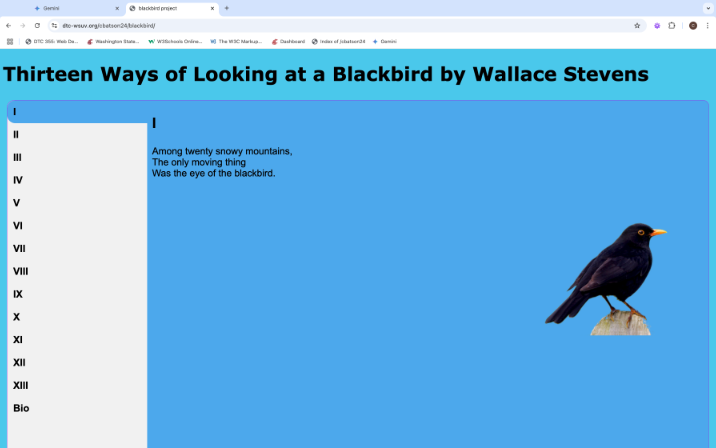 Gemini
blackbird project
dtc-wsuv.org/cbatson24/blackbird/
DTC 355: Web De...
Washington State...
W3Schools Online...
The W3C Markup...
Dashboard
Index of /cbatson24
Gemini
Thirteen Ways of Looking at a Blackbird by Wallace Stevens
I
II
III
IV
V
VI
VII
VIII
IX
X
XI
XII
XIII
Bio
I
Among twenty snowy mountains,
The only moving thing
Was the eye of the blackbird.